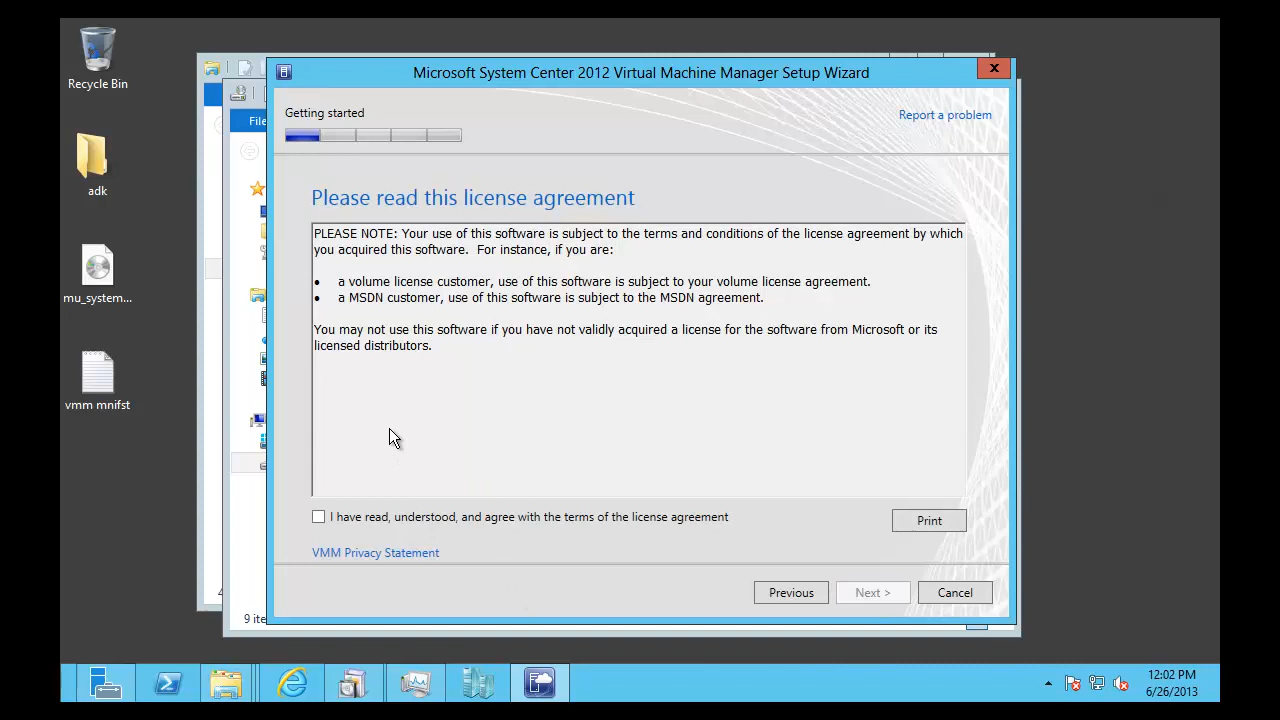 Recycle Bin
adk
mu_system...
vmm mnifst
File
9 ite
Microsoft System Center 2012 Virtual Machine Manager Setup Wizard
x
Getting started
Report a problem
Please read this license agreement
PLEASE NOTE: Your use of this software is subject to the terms and conditions of the license agreement by which
you acquired this software.  For instance, if you are:
• a volume license customer, use of this software is subject to your volume license agreement.
• a MSDN customer, use of this software is subject to the MSDN agreement.
You may not use this software if you have not validly acquired a license for the software from Microsoft or its
licensed distributors.
I have read, understood, and agree with the terms of the license agreement
Print
VMM Privacy Statement
Previous
Next >
Cancel
12:02 PM
6/26/2013